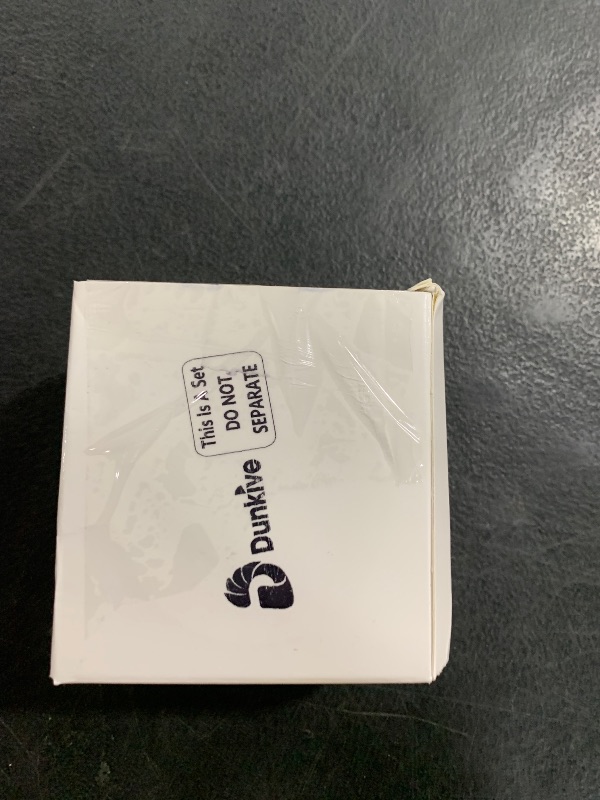 This Is A Set
DO NOT
SEPARATE
Dunkive